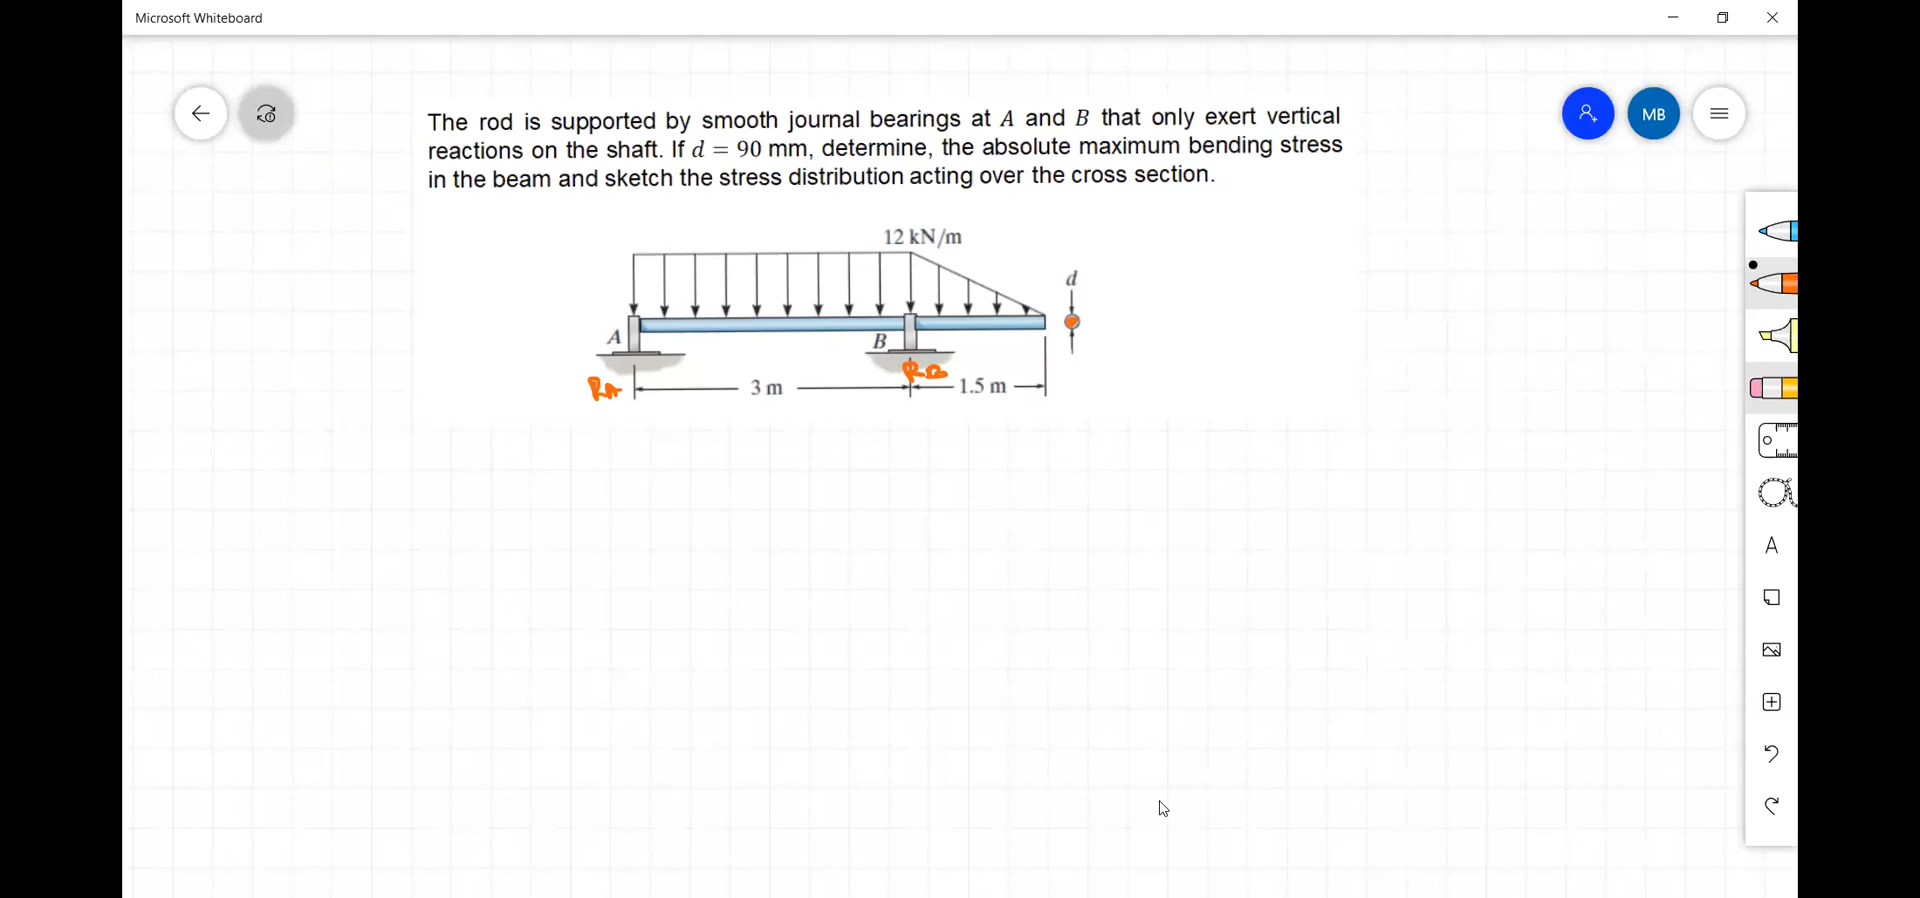 Microsoft Whiteboard
MB
The rod is supported by smooth journal bearings at A and B that only exert vertical
reactions on the shaft. If d = 90 mm, determine, the absolute maximum bending stress
in the beam and sketch the stress distribution acting over the cross section.
12 kN/m
d
A
B
RA
RB
3 m
1.5 m
A